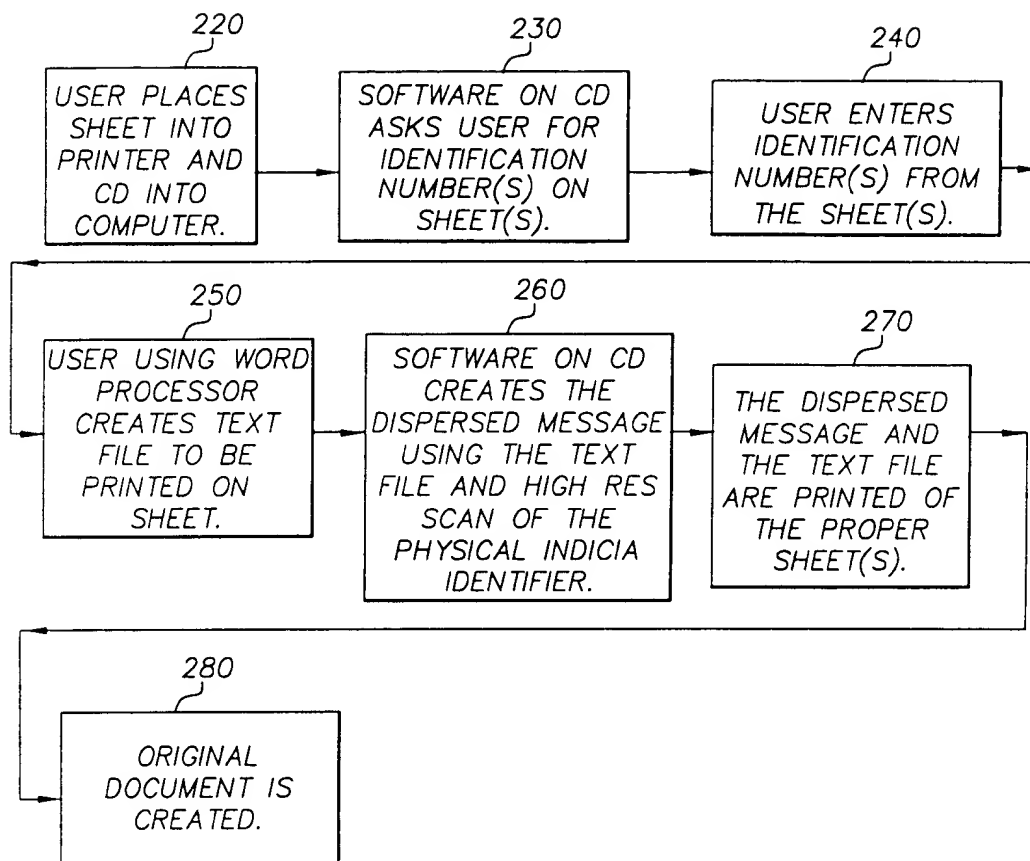 220
USER PLACES
SHEET INTO
PRINTER AND
CD INTO
COMPUTER.
230
SOFTWARE ON CD
ASKS USER FOR
IDENTIFICATION
NUMBER(S) ON
SHEET(S).
240
USER ENTERS
IDENTIFICATION
NUMBER(S) FROM
THE SHEET(S).
250
USER USING WORD
PROCESSOR
CREATES TEXT
FILE TO BE
PRINTED ON
SHEET.
260
SOFTWARE ON CD
CREATES THE
DISPERSED MESSAGE
USING THE TEXT
FILE AND HIGH RES
SCAN OF THE
PHYSICAL INDICIA
IDENTIFIER.
270
THE DISPERSED
MESSAGE AND
THE TEXT FILE
ARE PRINTED OF
THE PROPER
SHEET(S).
280
ORIGINAL
DOCUMENT IS
CREATED.